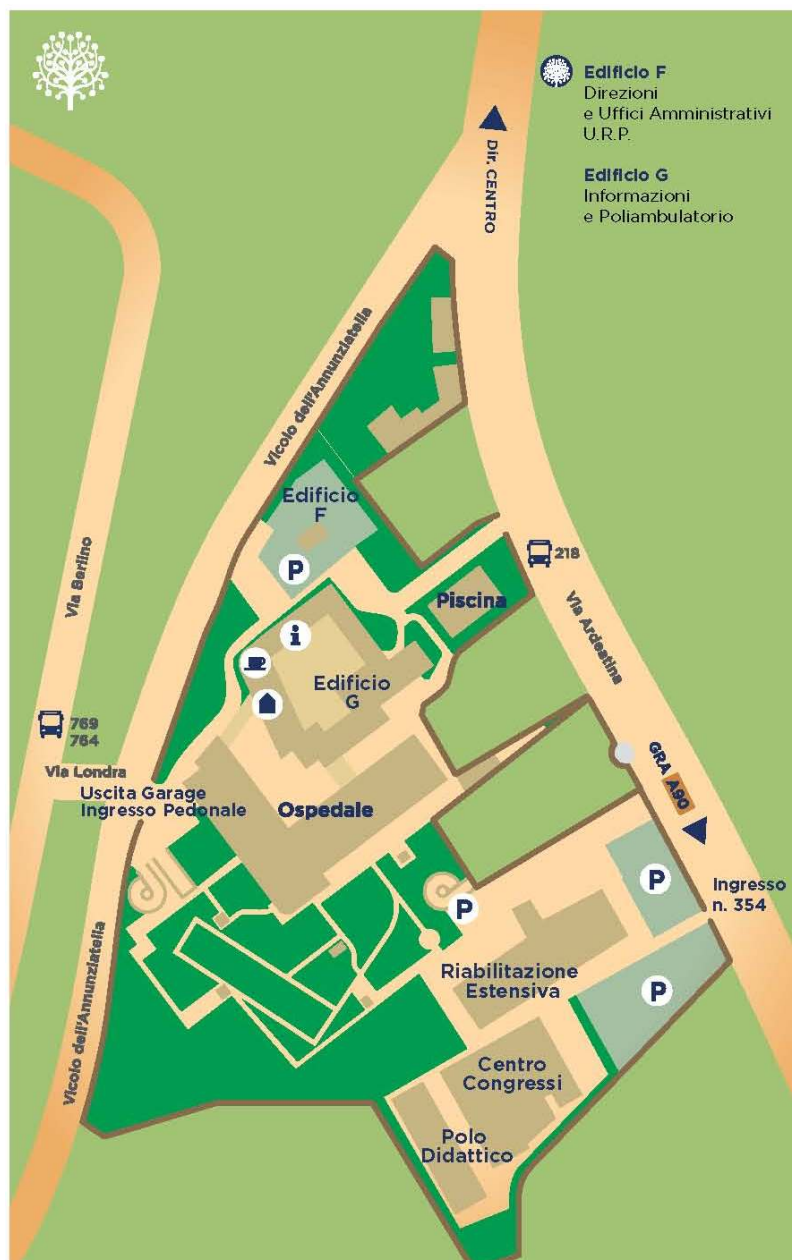 Edificio F
Direzioni
e Uffici Amministrativi
U.R.P.
Edificio G
Informazioni
e Poliambulatorio
Dir. CENTRO
Vicolo dell'Annunziatella
Edificio
F
P
218
Via Berlino
Piscina
Via Ardeatina
i
Edificio
G
769
764
Via Londra
Uscita Garage
Ingresso Pedonale
Ospedale
GRA A90
P
Ingresso
n. 354
P
Riabilitazione
Estensiva
P
Vicolo dell'Annunziatella
Centro
Congressi
Polo
Didattico